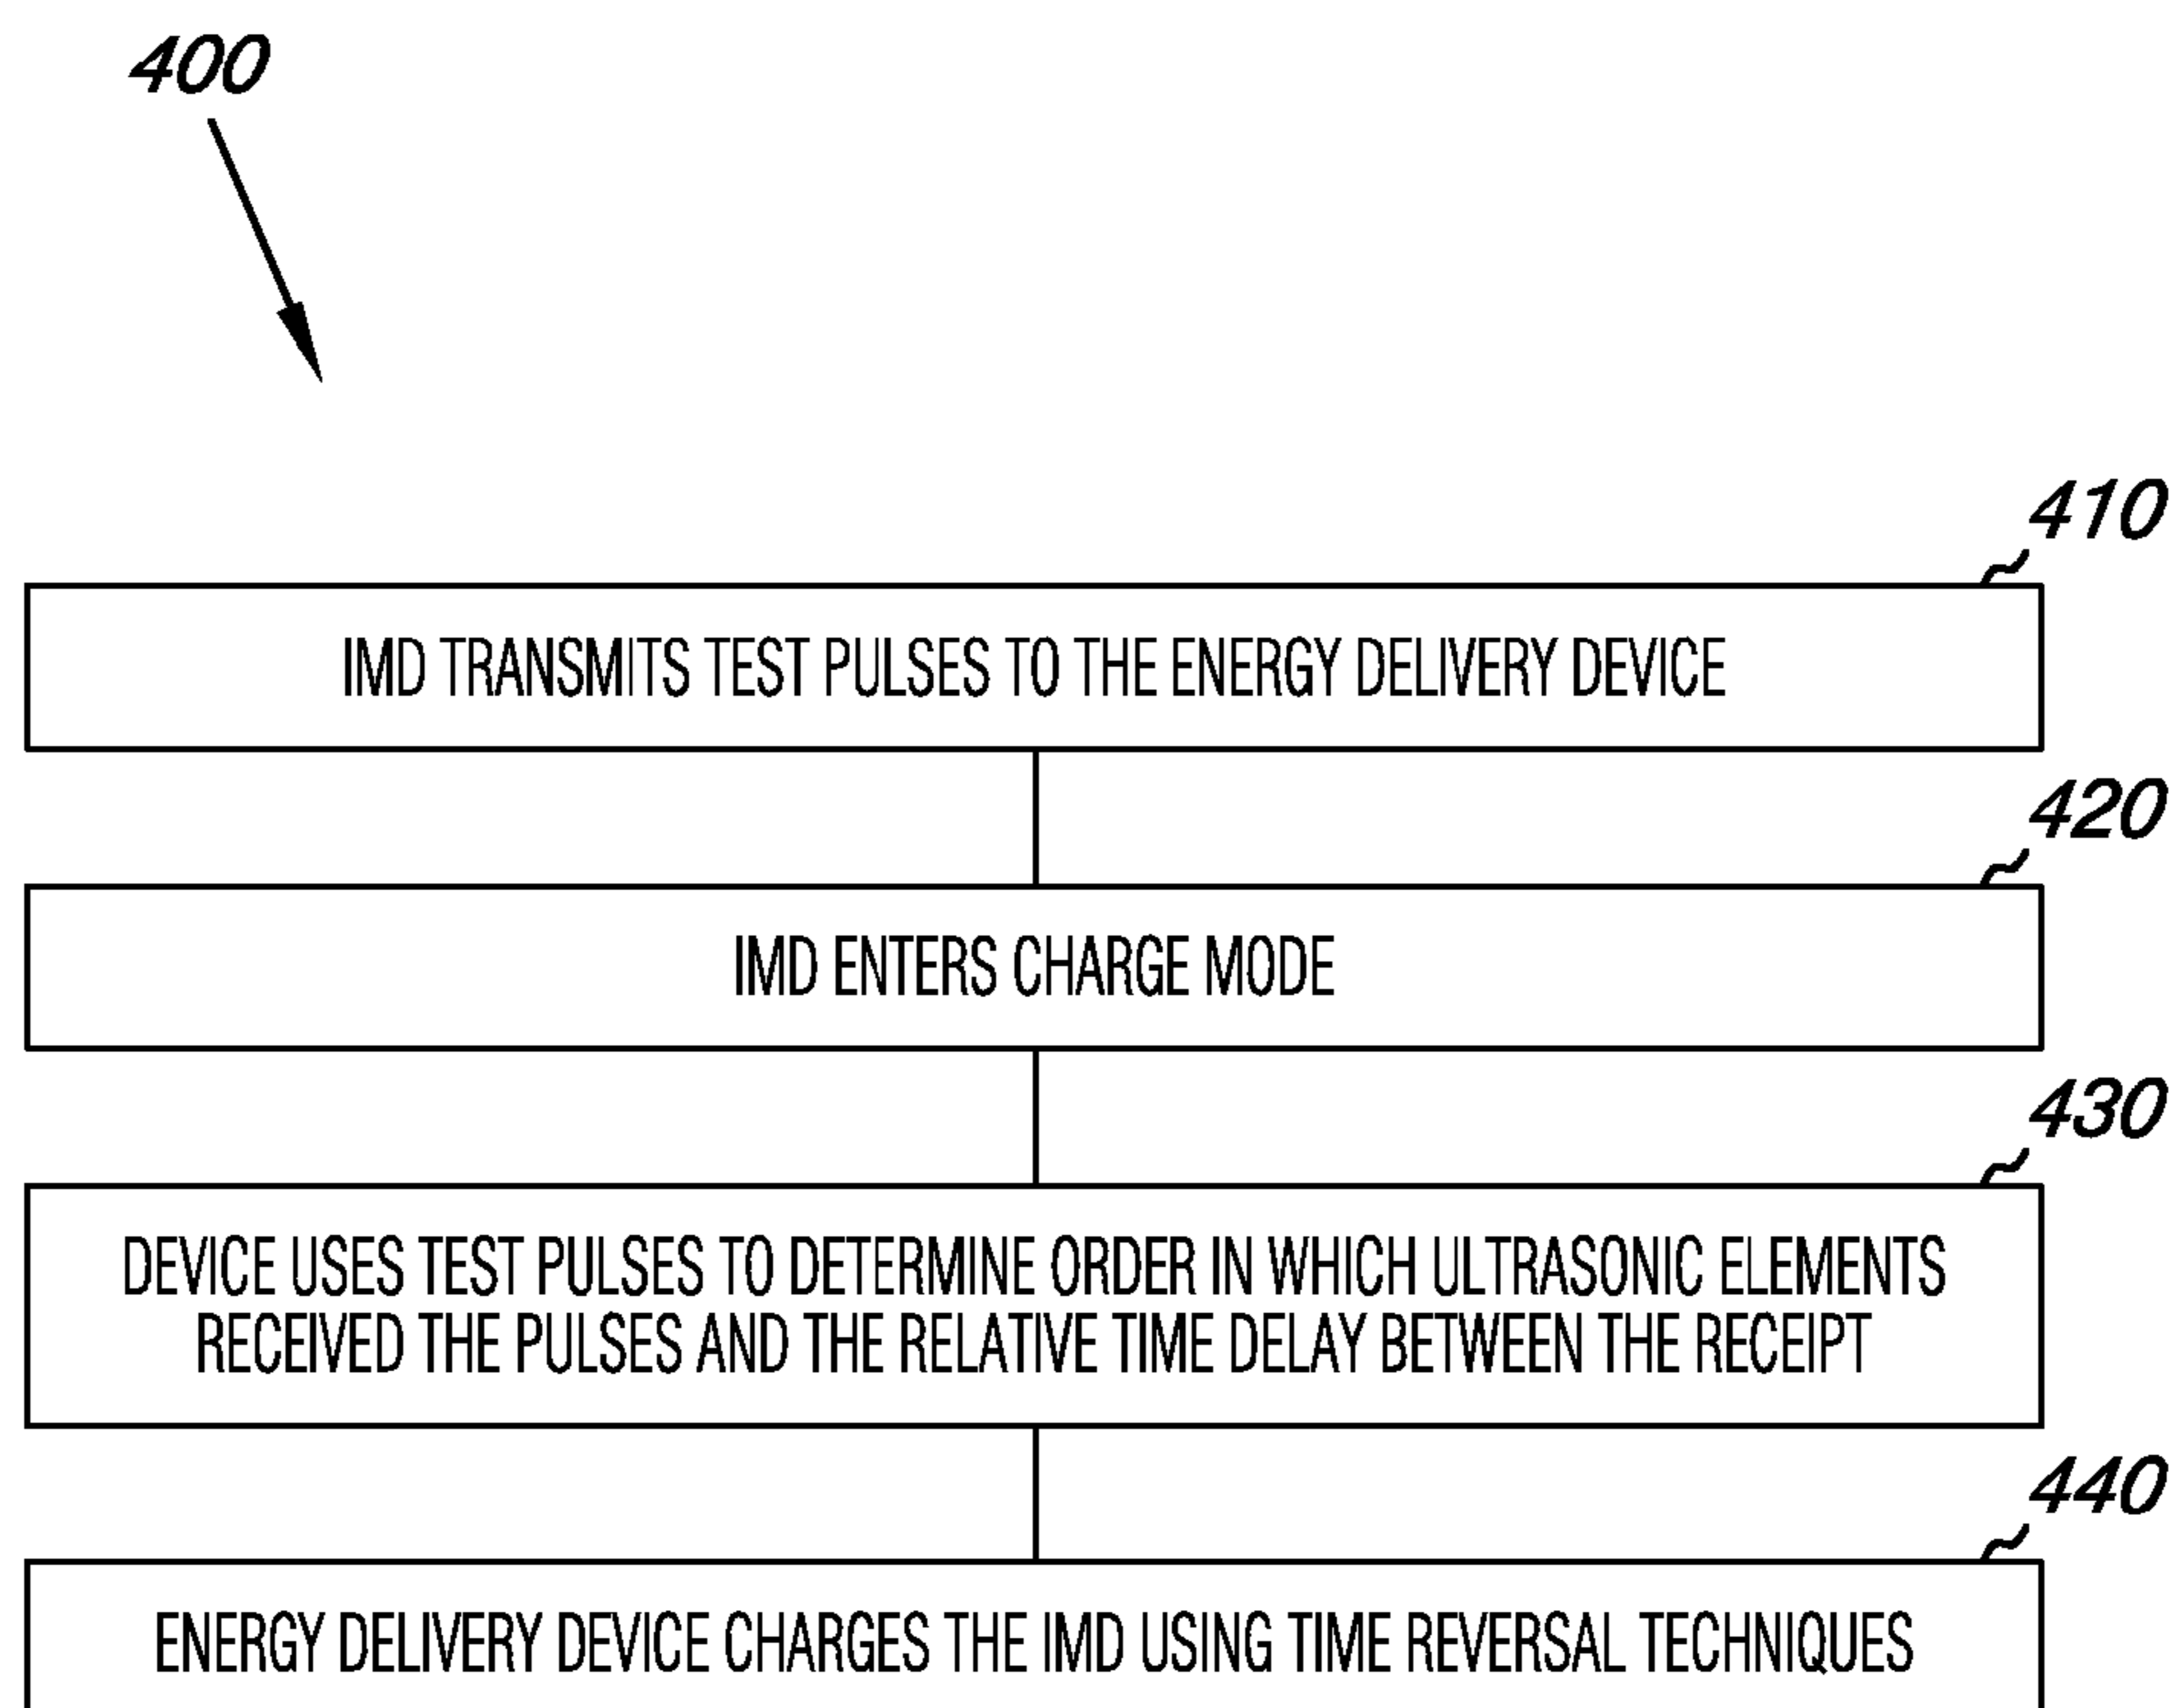 400
410
IMD TRANSMITS TEST PULSES TO THE ENERGY DELIVERY DEVICE
420
IMD ENTERS CHARGE MODE
430
DEVICE USES TEST PULSES TO DETERMINE ORDER IN WHICH ULTRASONIC ELEMENTS
RECEIVED THE PULSES AND THE RELATIVE TIME DELAY BETWEEN THE RECEIPT
440
ENERGY DELIVERY DEVICE CHARGES THE IMD USING TIME REVERSAL TECHNIQUES